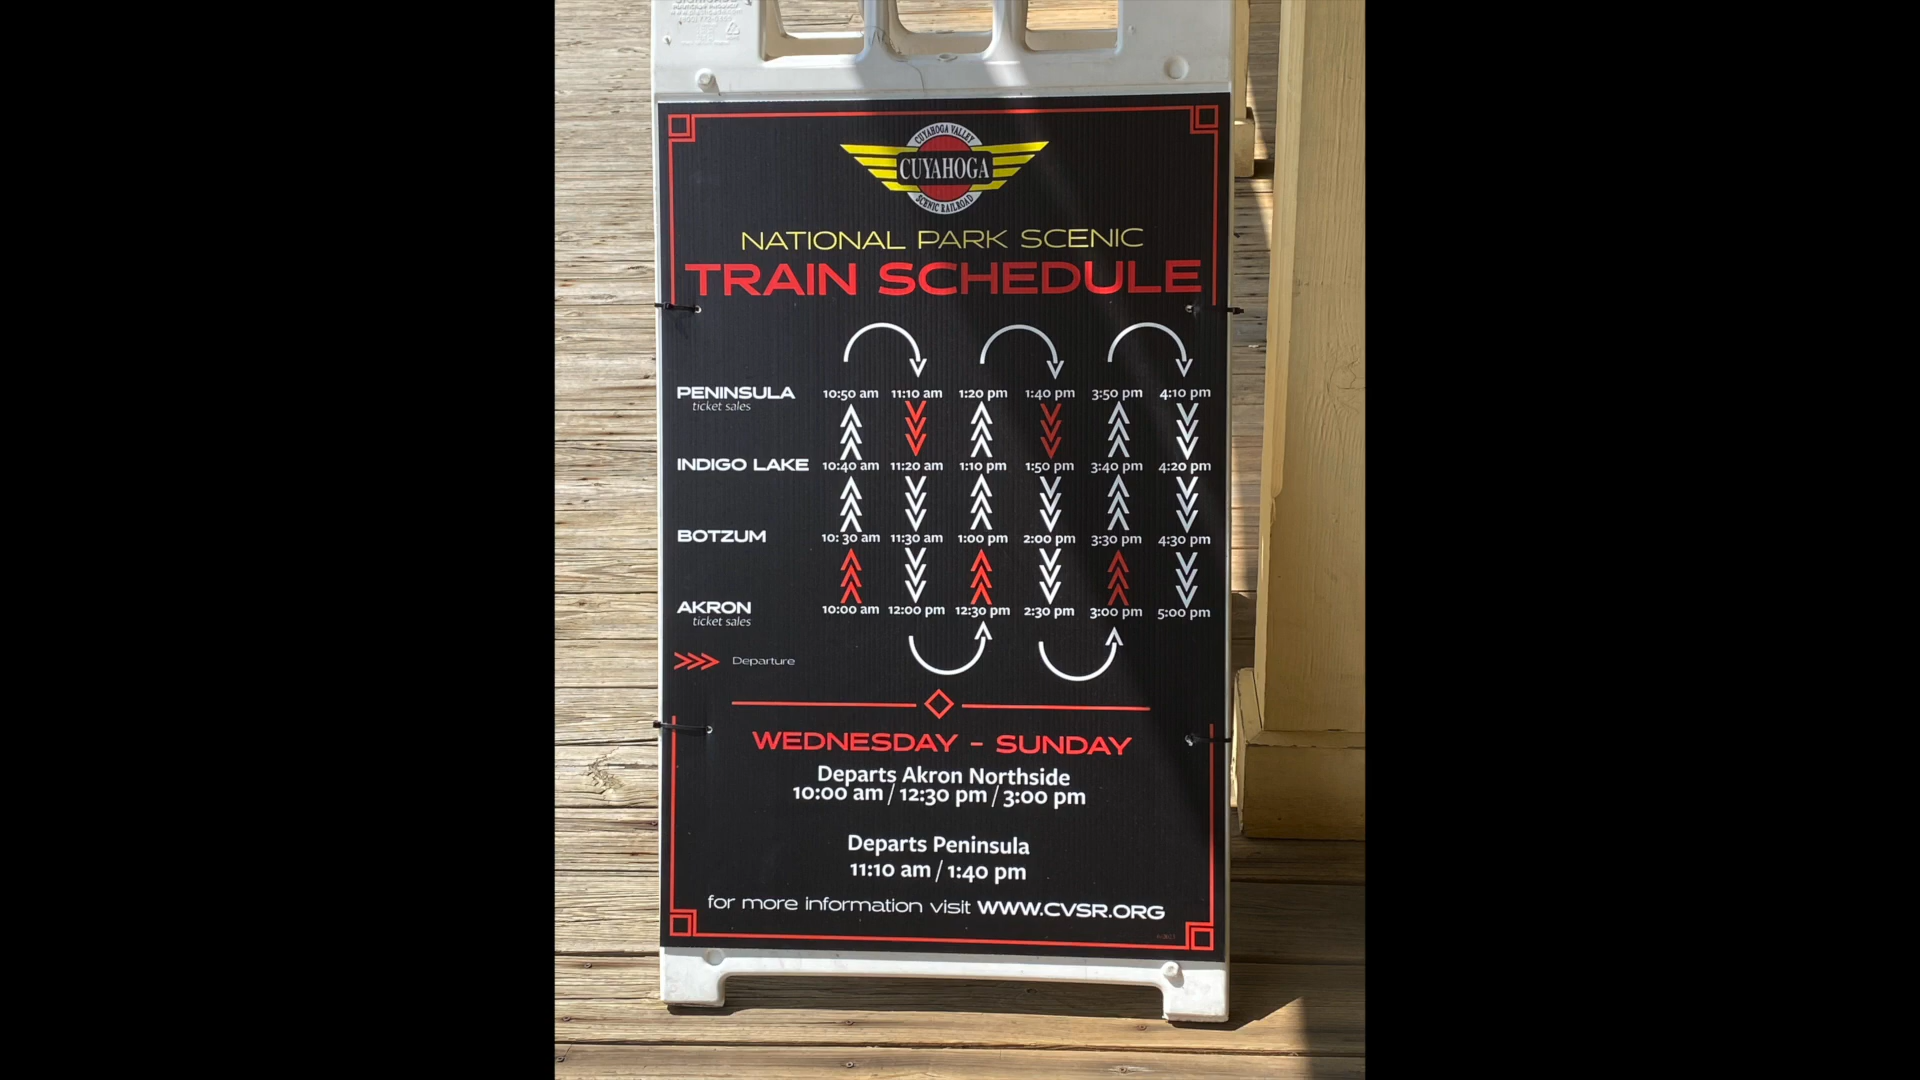 CUYAHOGA VALLEY
CUYAHOGA
SCENIC RAILROAD
NATIONAL PARK SCENIC
TRAIN SCHEDULE
PENINSULA 10:50 am 11:10 am 1:20 pm 1:40 pm 3:50 pm 4:10 pm
ticket sales
INDIGO LAKE 10:40 am 11:20 am 1:10 pm 1:50 pm 3:40 pm 4:20 pm
BOTZUM 10: 30 am 11:30 am 1:00 pm 2:00 pm 3:30 pm 4:30 pm
AKRON 10:00 am 12:00 pm 12:30 pm 2:30 pm 3:00 pm 5:00 pm
ticket sales
Departure
WEDNESDAY - SUNDAY
Departs Akron Northside
10:00 am / 12:30 pm / 3:00 pm
Departs Peninsula
11:10 am / 1:40 pm
for more information visit WWW.CVSR.ORG